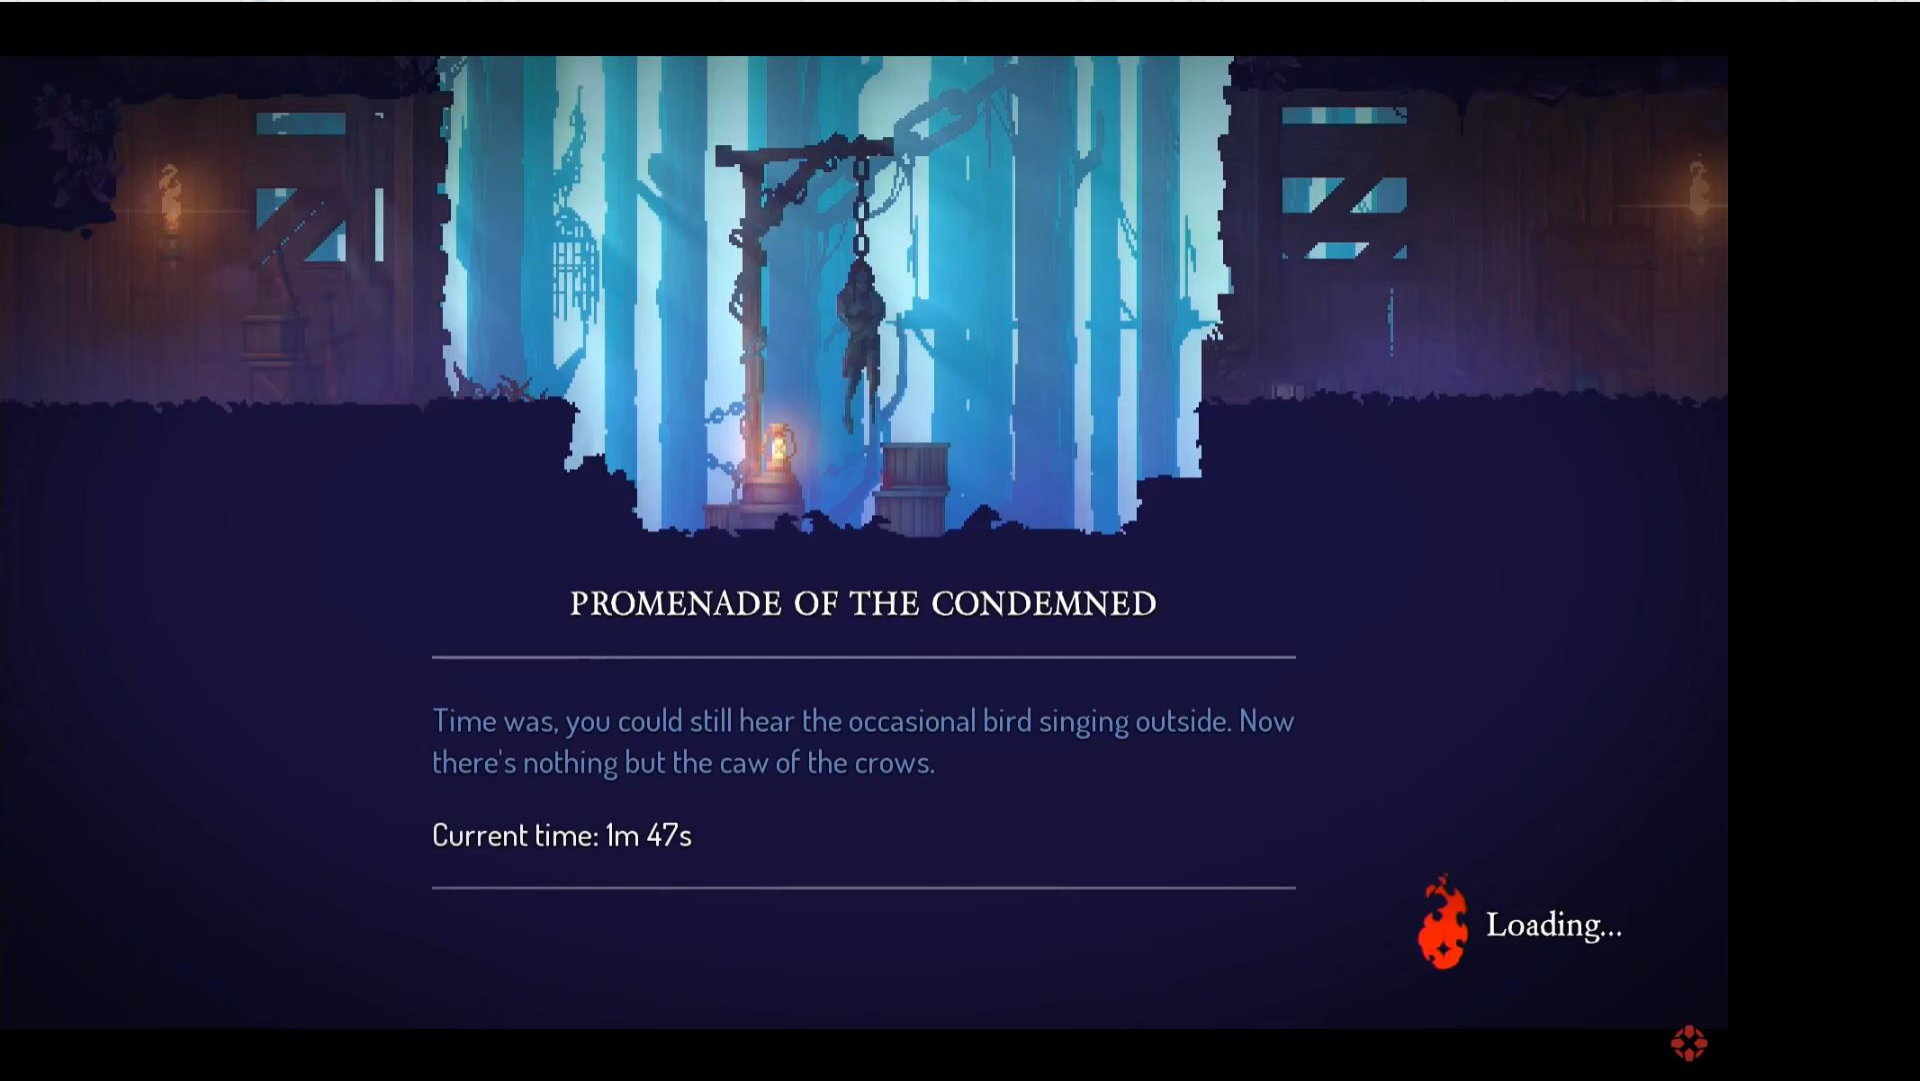 PROMENADE OF THE CONDEMNED
Time was, you could still hear the occasional bird singing outside. Now
there's nothing but the caw of the crows.
Current time: 1m 47s
Loading...